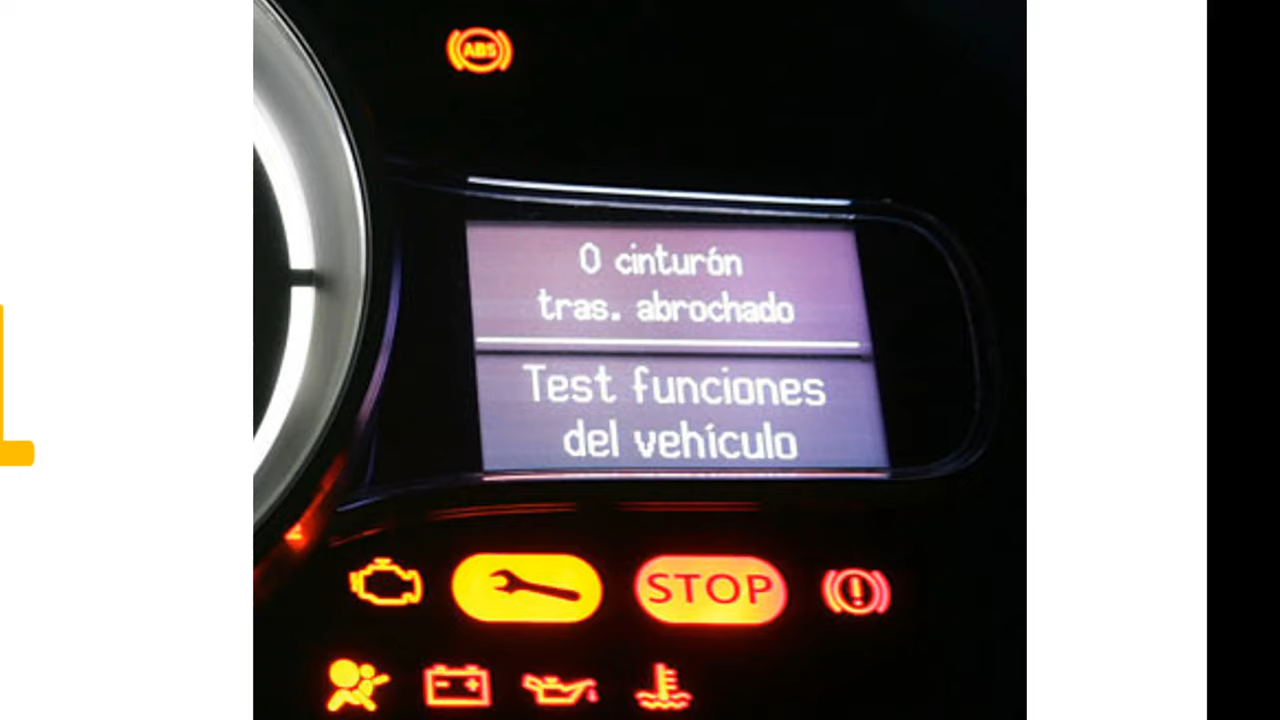 ABS
0 cinturón
tras. abrochado
Test funciones
del vehículo
STOP